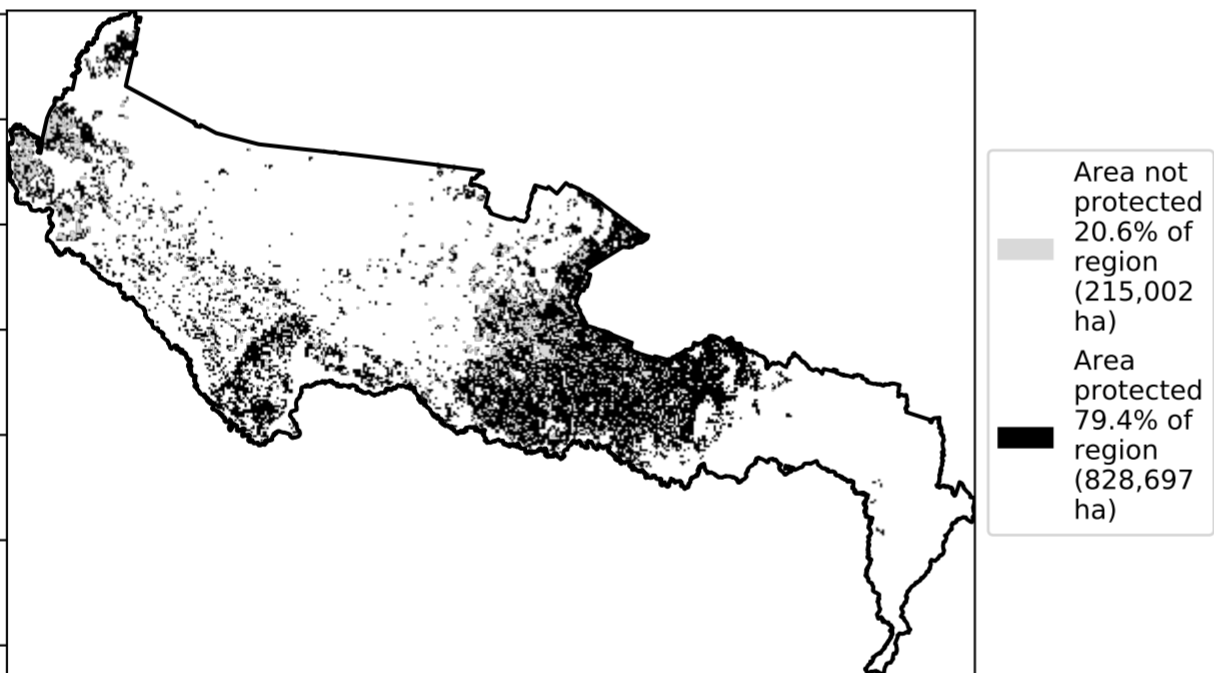 Area not
protected
20.6% of
region
(215,002
ha)
Area
protected
79.4% of
region
(828,697
ha)